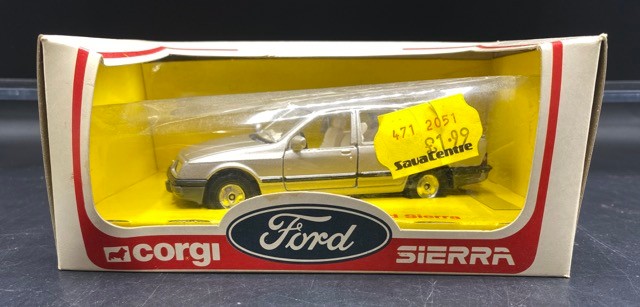 471 2051
£1.99
SavaCentre
Sierra
corgi
Ford
SIERRA